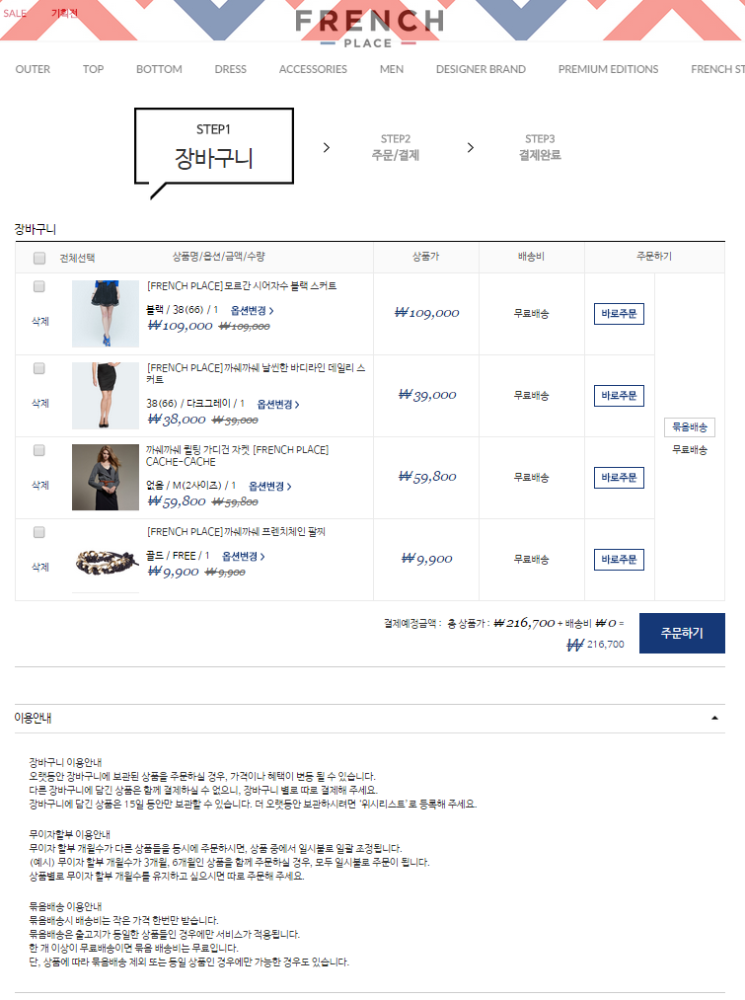 SALE 기획전
FRENCH
PLACE
OUTER TOP BOTTOM DRESS ACCESSORIES MEN DESIGNER BRAND PREMIUM EDITIONS FRENCH ST
STEP1
장바구니
STEP2
주문/결제
STEP3
결제완료
장바구니
전체선택 상품명/옵션/금액/수량 상품가 배송비 주문하기
[FRENCH PLACE]모르간 시어자수 블랙 스커트
블랙 / 38(66) / 1 옵션변경
삭제
₩109,000 ₩109,000
₩109,000 무료배송 바로주문
[FRENCH PLACE]까쉐까쉐 날씬한 바디라인 데일리 스
커트
38(66) / 다크그레이 / 1 옵션변경
삭제
₩38,000 ₩39,000
₩39,000 무료배송 바로주문
묶음배송
무료배송
까쉐까쉐 퀼팅 가디건 자켓 [FRENCH PLACE]
CACHE-CACHE
없음 / M(2사이즈) / 1 옵션변경
삭제
₩59,800 ₩59,800
₩59,800 무료배송 바로주문
[FRENCH PLACE]까쉐까쉐 프렌치체인 팔찌
골드 / FREE / 1 옵션변경
삭제
₩9,900 ₩9,900
₩9,900 무료배송 바로주문
결제예정금액 : 총 상품가 : ₩216,700 + 배송비 ₩0 =
₩ 216,700
주문하기
이용안내
장바구니 이용안내
오랫동안 장바구니에 보관된 상품을 주문하실 경우, 가격이나 혜택이 변동 될 수 있습니다.
다른 장바구니에 담긴 상품은 함께 결제하실 수 없으니, 장바구니 별로 따로 결제해 주세요.
장바구니에 담긴 상품은 15일 동안만 보관할 수 있습니다. 더 오랫동안 보관하시려면 '위시리스트'로 등록해 주세요.
무이자할부 이용안내
무이자 할부 개월수가 다른 상품들을 동시에 주문하시면, 상품 중에서 일시불로 일괄 조정됩니다.
(예시) 무이자 할부 개월수가 3개월, 6개월인 상품을 함께 주문하실 경우, 모두 일시불로 주문이 됩니다.
상품별로 무이자 할부 개월수를 유지하고 싶으시면 따로 주문해 주세요.
묶음배송 이용안내
묶음배송시 배송비는 작은 가격 한번만 받습니다.
묶음배송은 출고지가 동일한 상품들인 경우에만 서비스가 적용됩니다.
한 개 이상이 무료배송이면 묶음 배송비는 무료입니다.
단, 상품에 따라 묶음배송 제외 또는 동일 상품인 경우에만 가능한 경우도 있습니다.